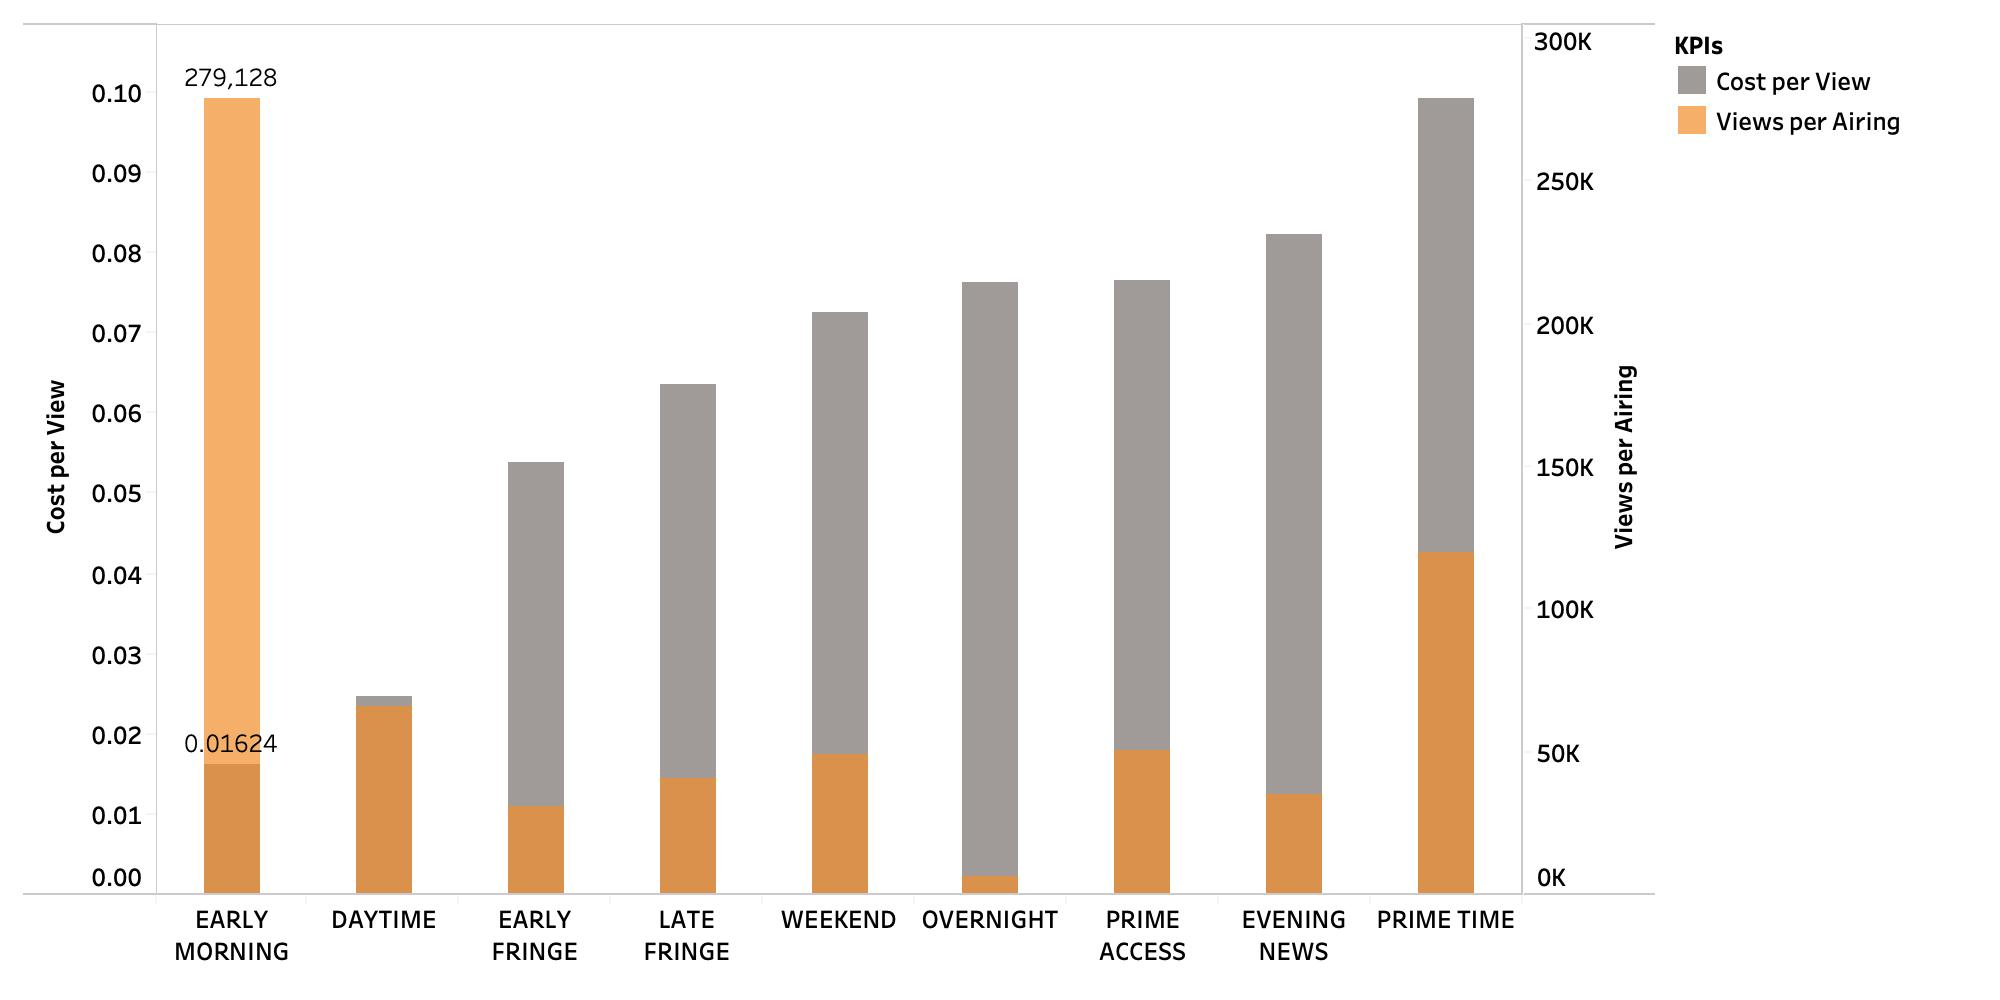 Cost per View
0.10
0.09
0.08
0.07
0.06
0.05
0.04
0.03
0.02
0.01
0.00
279,128
0.01624
EARLY
MORNING
DAYTIME
EARLY
FRINGE
LATE
FRINGE
WEEKEND
OVERNIGHT
PRIME
ACCESS
EVENING
NEWS
PRIME TIME
300K
250K
200K
150K
100K
50K
0K
Views per Airing
KPIs
Cost per View
Views per Airing